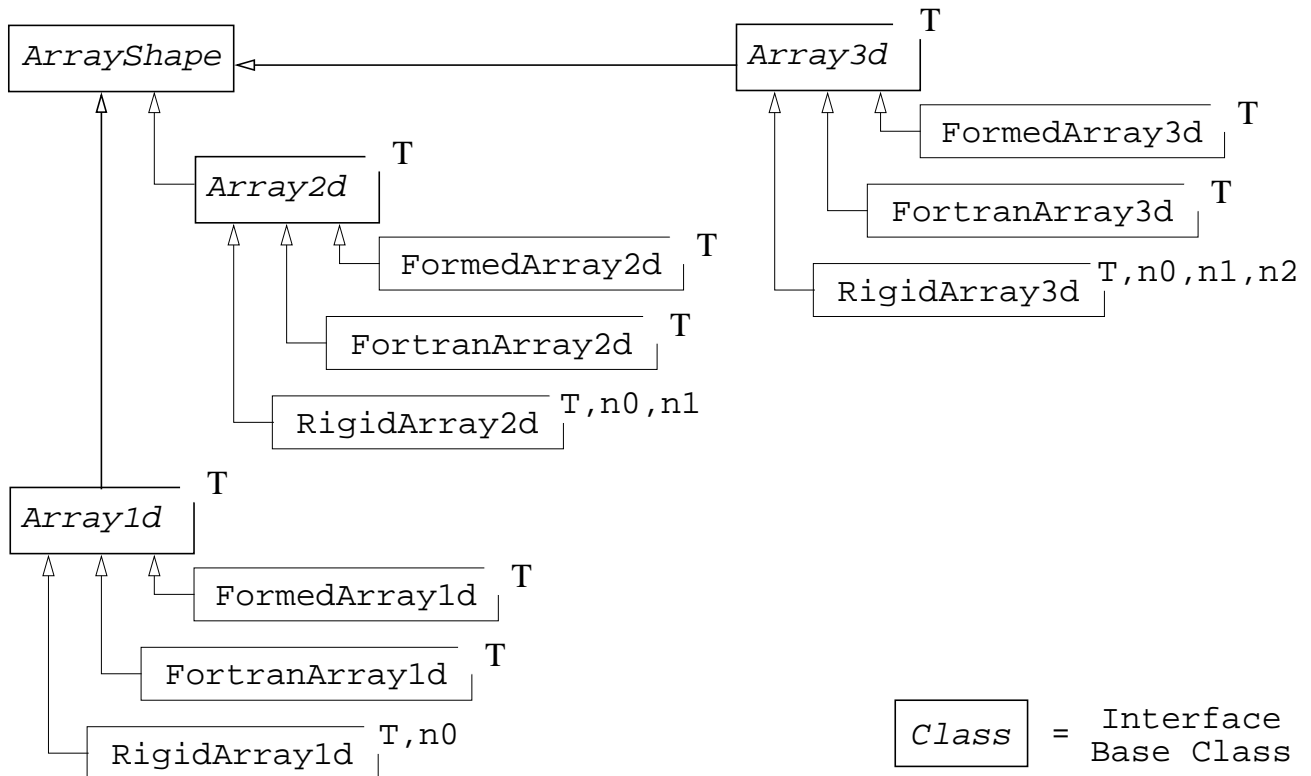 ArrayShape
Array3d
T
FormedArray3d
T
FortranArray3d
T
RigidArray3d
T,n0,n1,n2
Array2d
T
FormedArray2d
T
FortranArray2d
T
RigidArray2d
T,n0,n1
Array1d
T
FormedArray1d
T
FortranArray1d
T
RigidArray1d
T,n0
Class = Interface
Base Class